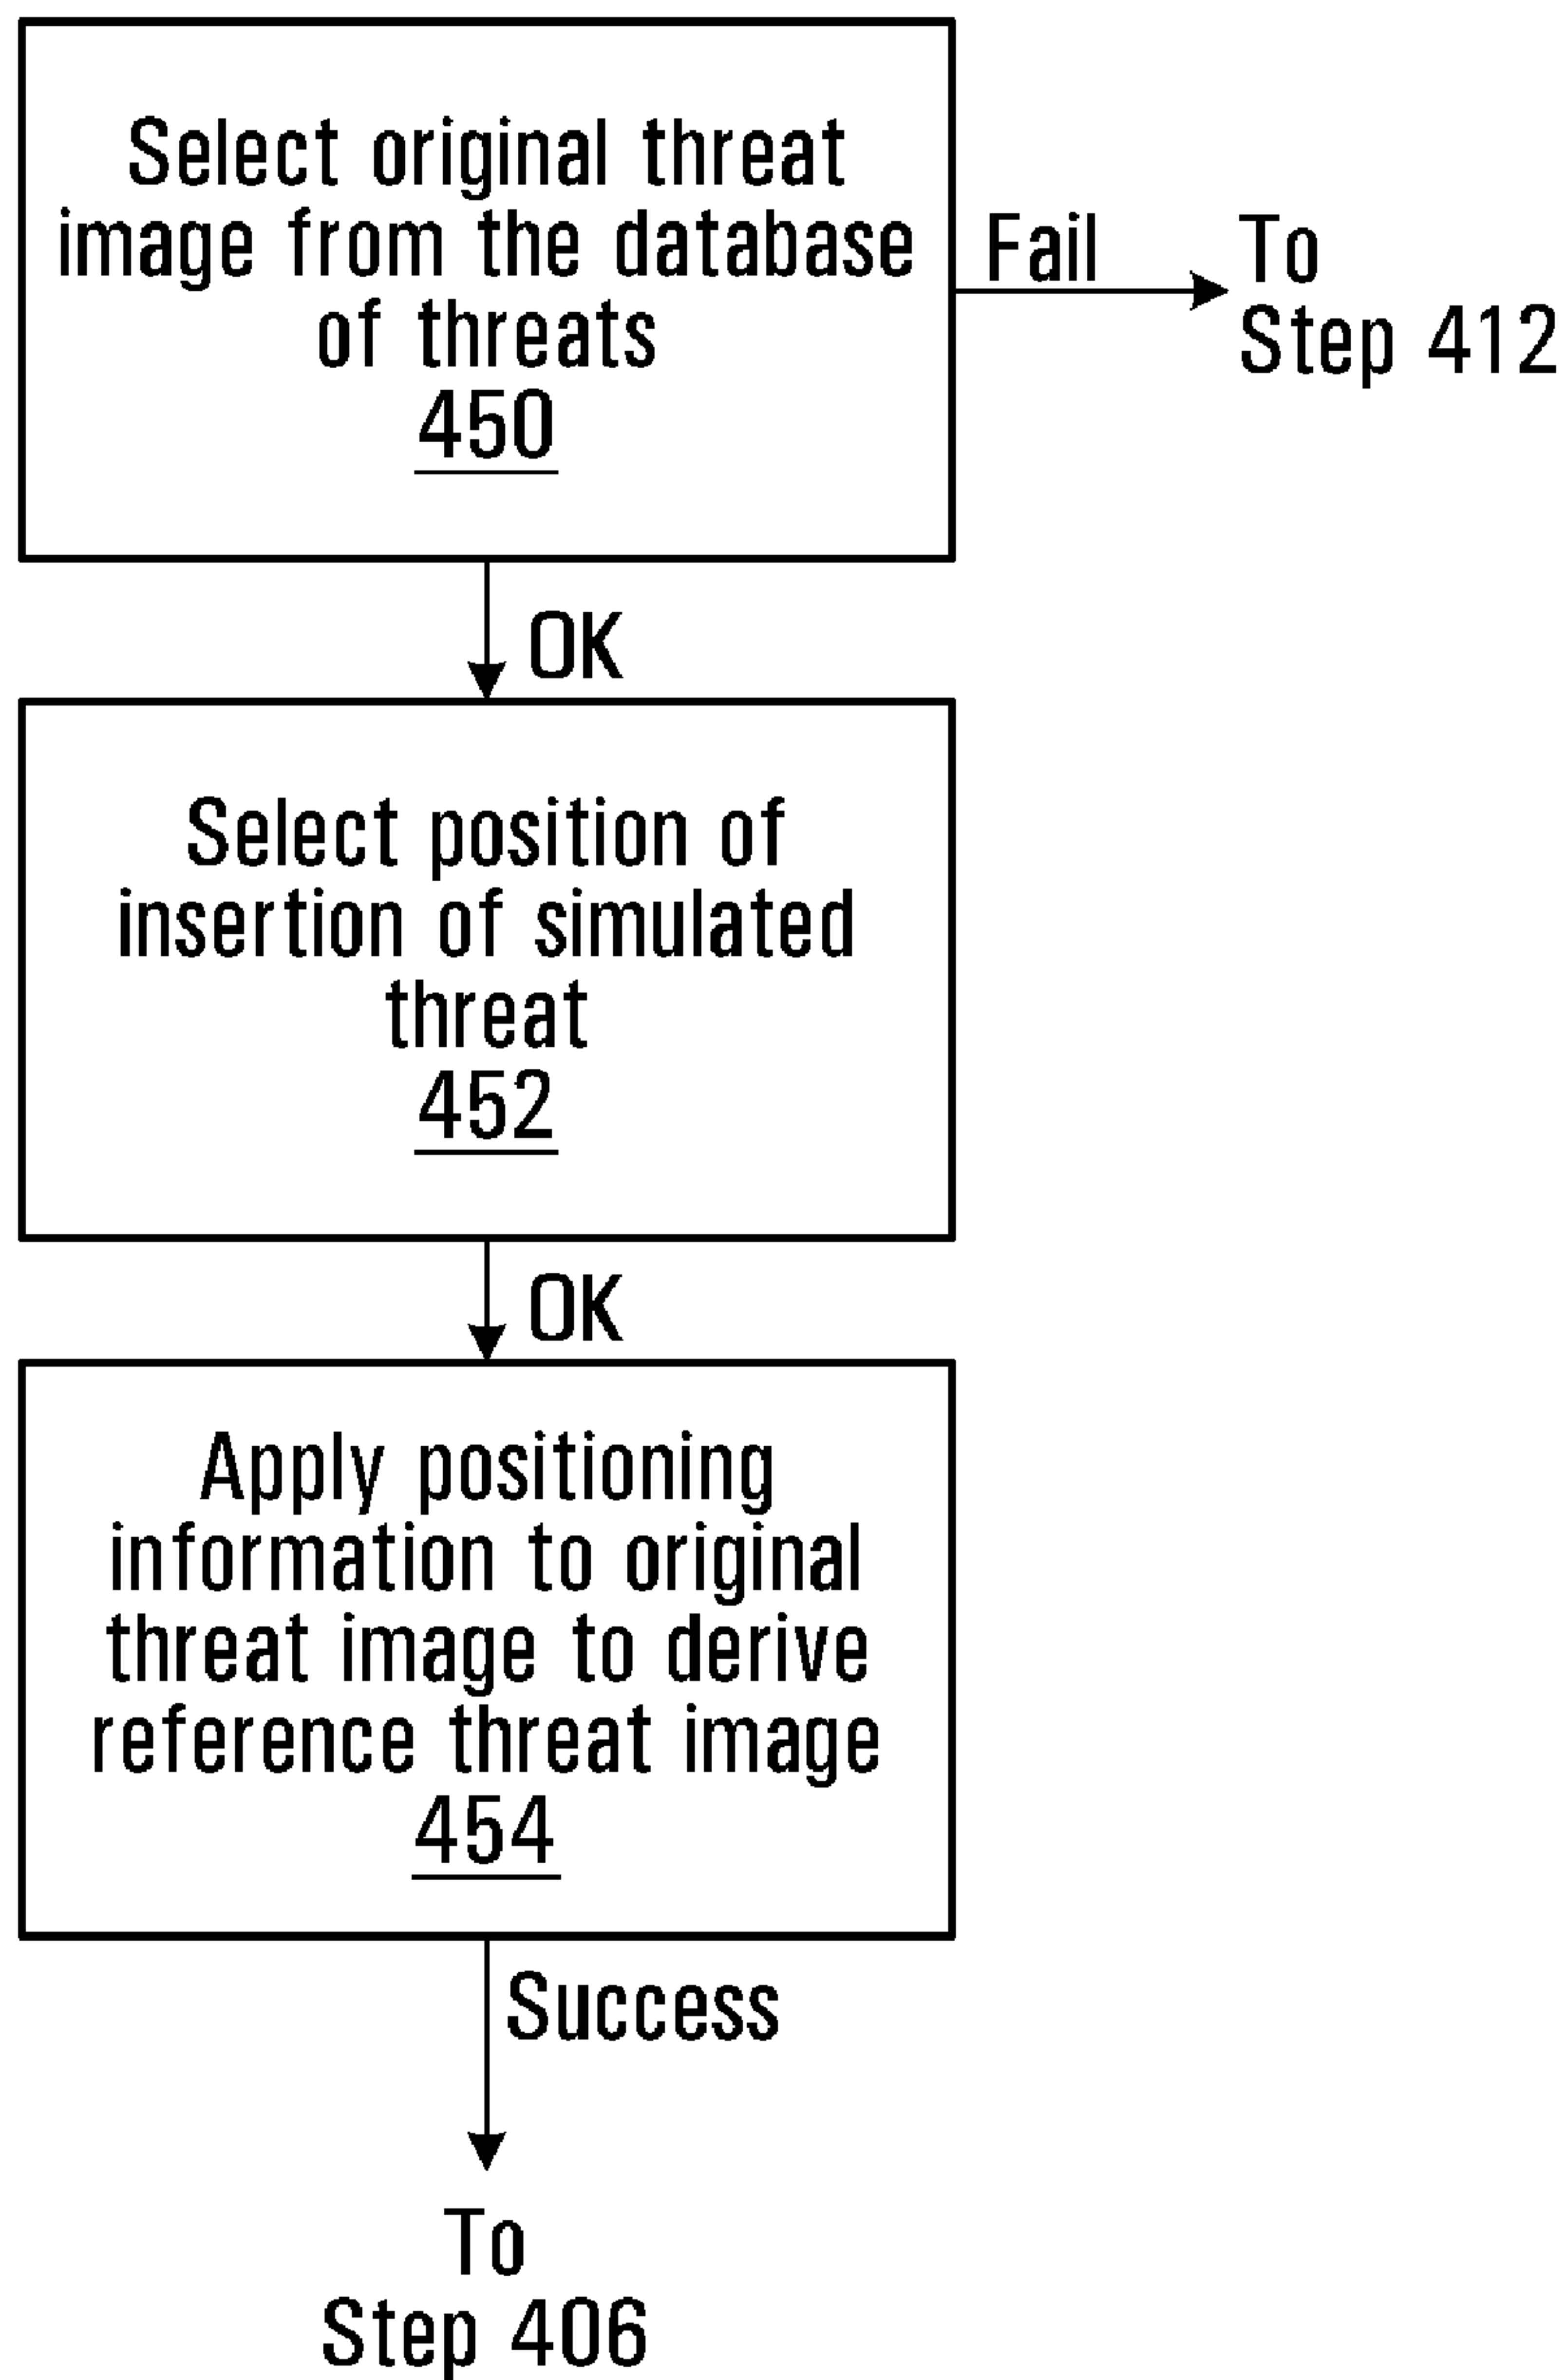 Select original threat
image from the database
of threats
450
Fail
To
Step 412
OK
Select position of
insertion of simulated
threat
452
OK
Apply positioning
information to original
threat image to derive
reference threat image
454
Success
To
Step 406